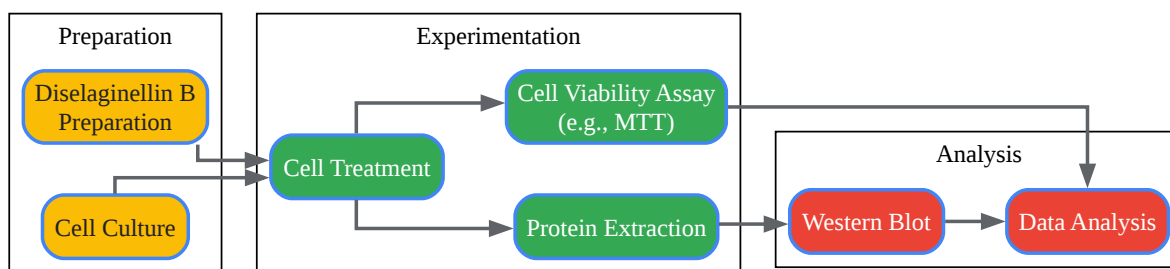 Preparation
Diselaginellin B
Preparation
Cell Culture
Experimentation
Cell Treatment
Cell Viability Assay
(e.g., MTT)
Protein Extraction
Analysis
Western Blot
Data Analysis